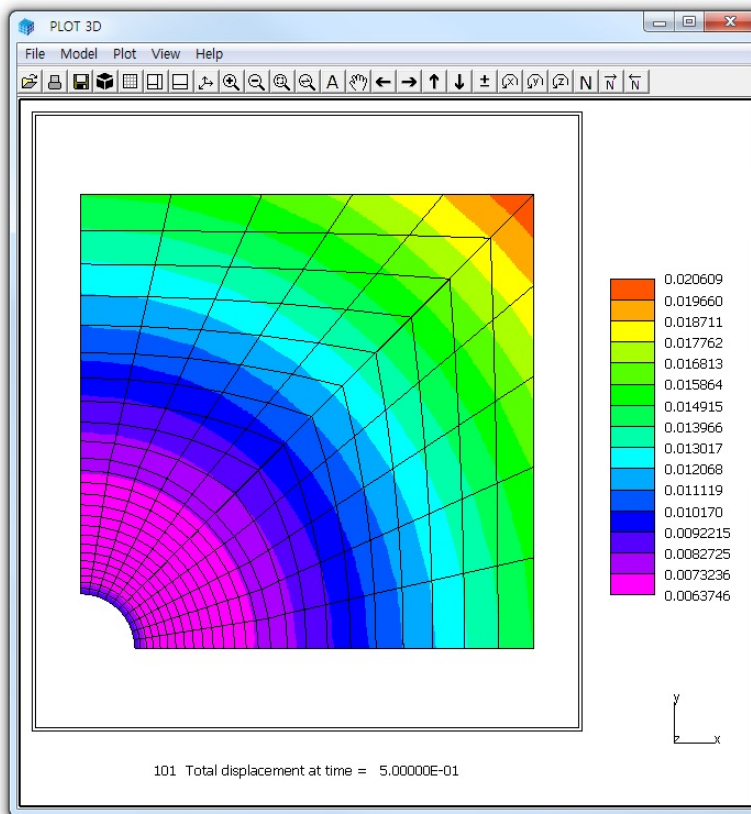 PLOT 3D
File Model Plot View Help
A ± x y z N N N
0.020609
0.019660
0.018711
0.017762
0.016813
0.015864
0.014915
0.013966
0.013017
0.012068
0.011119
0.010170
0.0092215
0.0082725
0.0073236
0.0063746
y
z x
101 Total displacement at time = 5.00000E-01